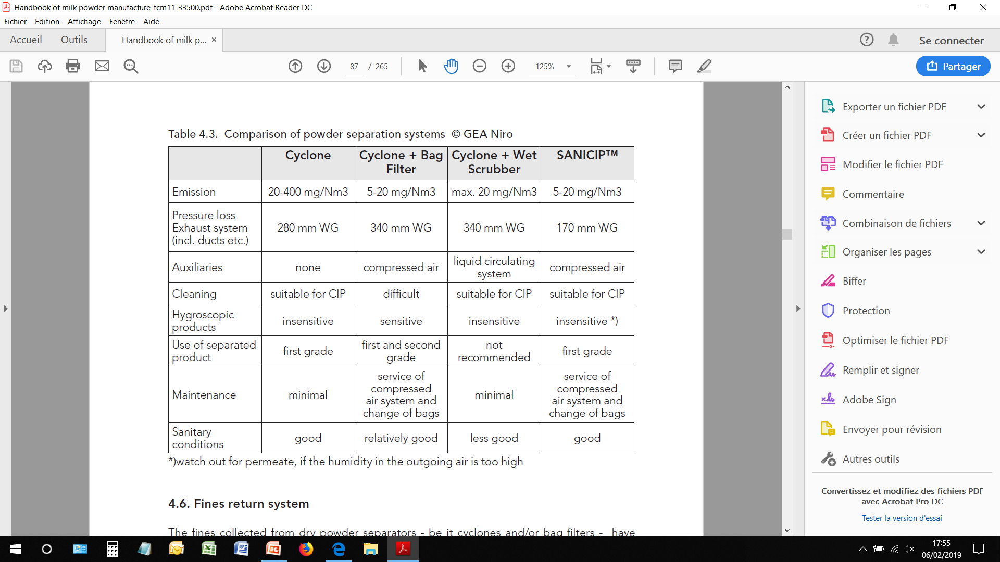 Handbook of milk powder manufacture_tcm11-33500.pdf - Adobe Acrobat Reader DC
Fichier Edition Affichage Fenêtre Aide
Accueil Outils Handbook of milk p... × ? Se connecter
87 / 265 125% Partager
Table 4.3. Comparison of powder separation systems © GEA Niro
Cyclone Cyclone + Bag Filter Cyclone + Wet Scrubber SANICIP™
Emission 20-400 mg/Nm3 5-20 mg/Nm3 max. 20 mg/Nm3 5-20 mg/Nm3
Pressure loss Exhaust system (incl. ducts etc.) 280 mm WG 340 mm WG 340 mm WG 170 mm WG
Auxiliaries none compressed air liquid circulating system compressed air
Cleaning suitable for CIP difficult suitable for CIP suitable for CIP
Hygroscopic products insensitive sensitive insensitive insensitive *)
Use of separated product first grade first and second grade not recommended first grade
Maintenance minimal service of compressed air system and change of bags minimal service of compressed air system and change of bags
Sanitary conditions good relatively good less good good
*)watch out for permeate, if the humidity in the outgoing air is too high
4.6. Fines return system
The fines collected from dry powder separators - be it cyclones and/or bag filters - have
Exporter un fichier PDF
Créer un fichier PDF
Modifier le fichier PDF
Commentaire
Combinaison de fichiers
Organiser les pages
Biffer
Protection
Optimiser le fichier PDF
Remplir et signer
Adobe Sign
Envoyer pour révision
Autres outils
Convertissez et modifiez des fichiers PDF
avec Acrobat Pro DC
Tester la version d'essai
17:55
06/02/2019